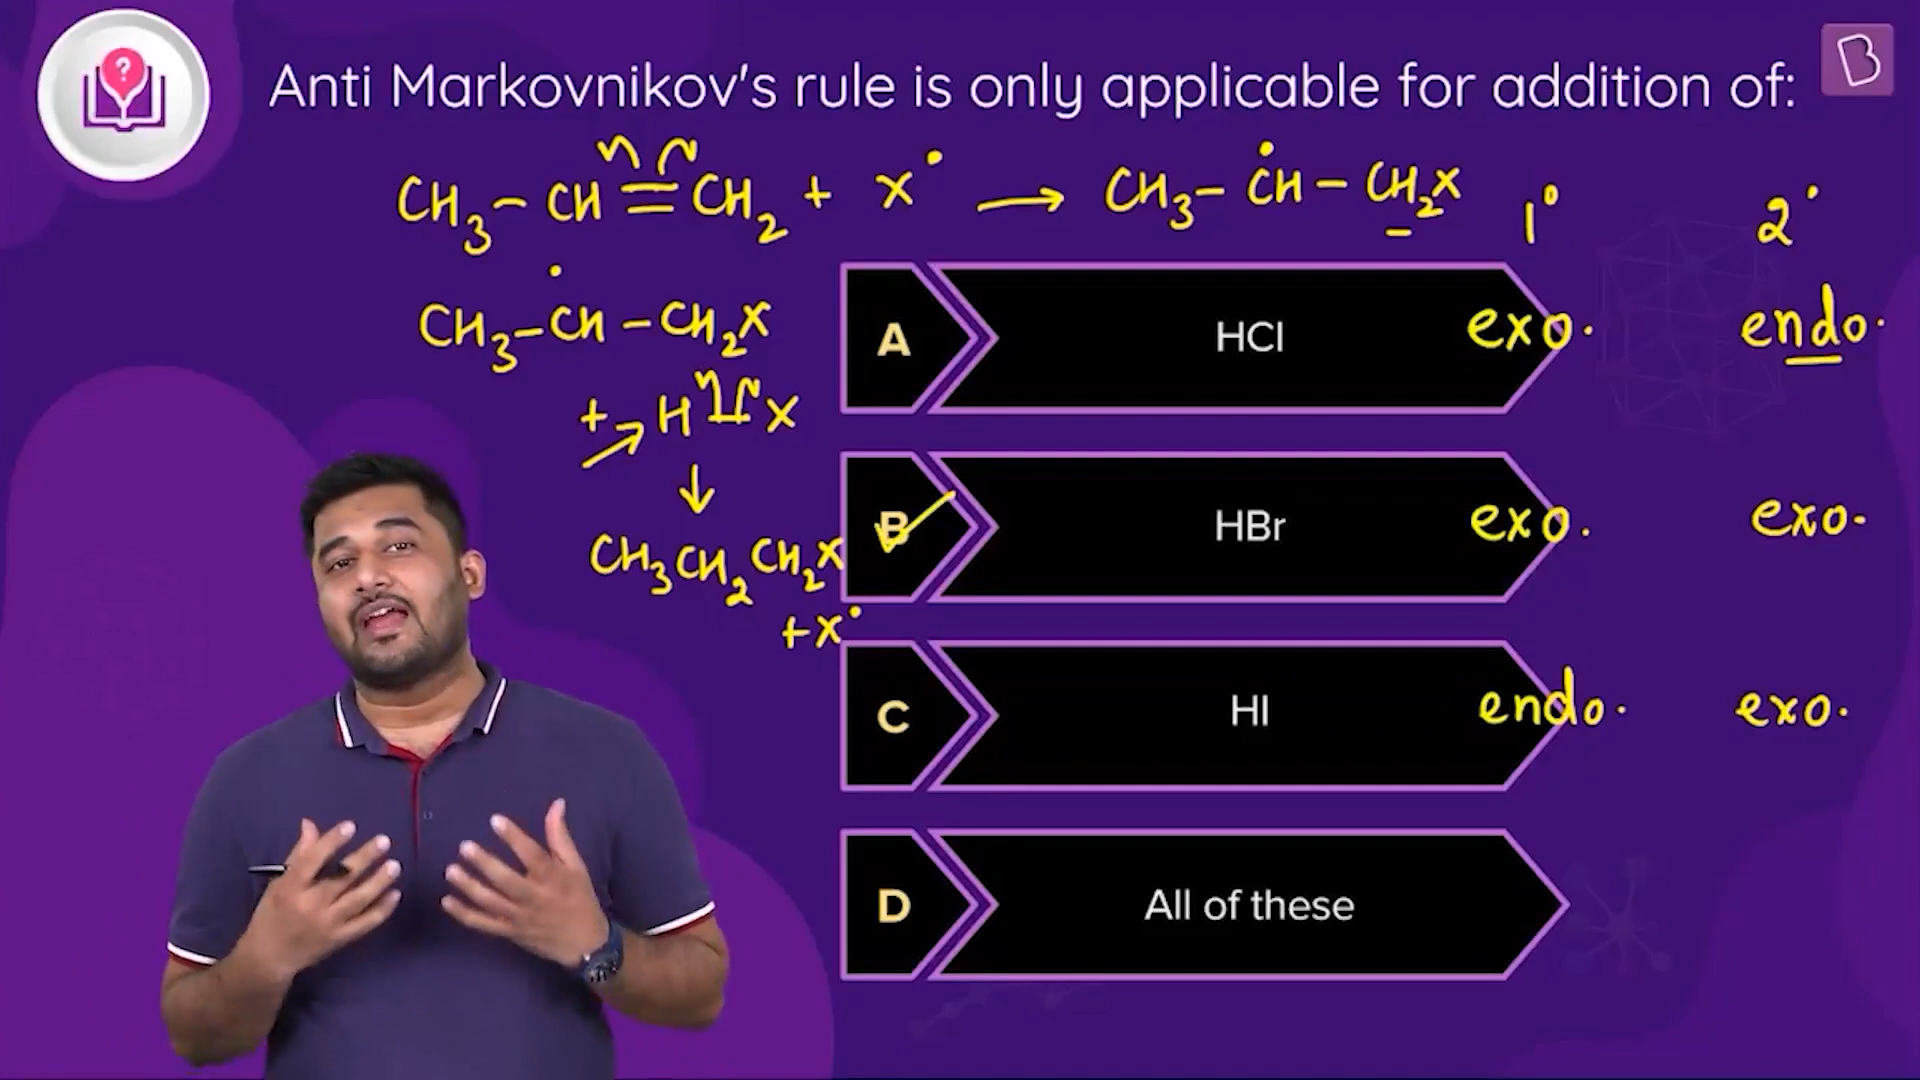 Anti Markovnikov's rule is only applicable for addition of:
B
?
CH₃ – CH = CH₂ + X• → CH₃ – ĊH – CH₂X
1° 2°
CH₃ – ĊH – CH₂X
+ → H – X
↓
CH₃CH₂CH₂X
+ X•
A HCl exo. endo.
B HBr exo. exo.
C HI endo. exo.
D All of these